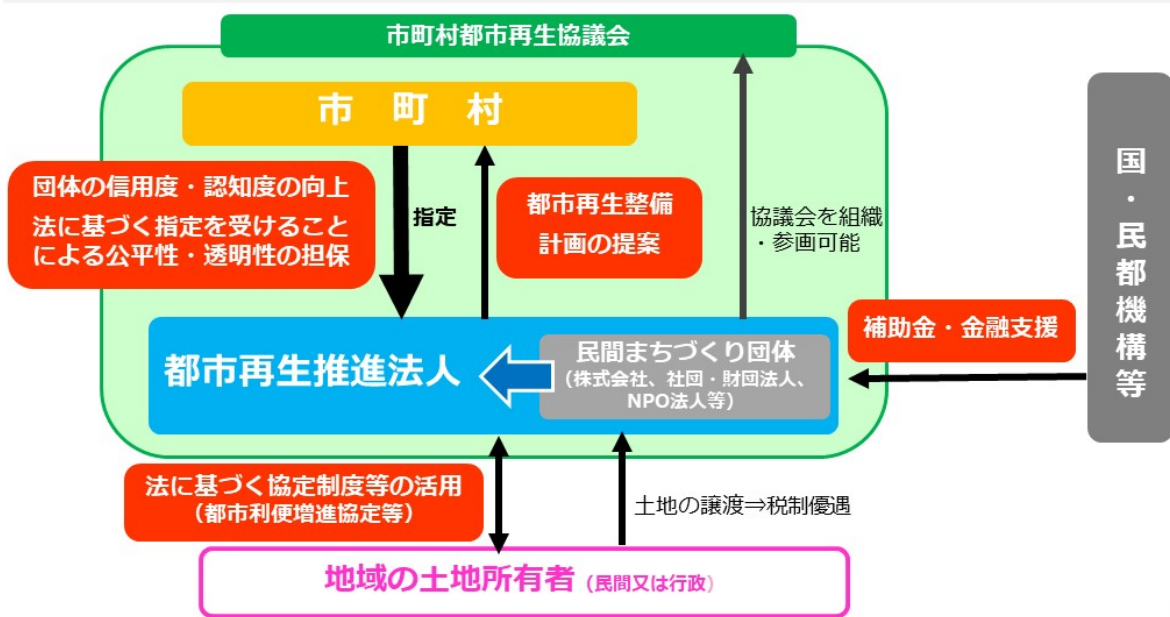 市町村都市再生協議会
市 町 村
団体の信用度・認知度の向上
法に基づく指定を受けること
による公平性・透明性の担保
指定
都市再生整備
計画の提案
協議会を組織
・参画可能
国・民都機構等
補助金・金融支援
都市再生推進法人
民間まちづくり団体
（株式会社、社団・財団法人、
NPO法人等）
法に基づく協定制度等の活用
（都市利便増進協定等）
土地の譲渡⇒税制優遇
地域の土地所有者（民間又は行政）